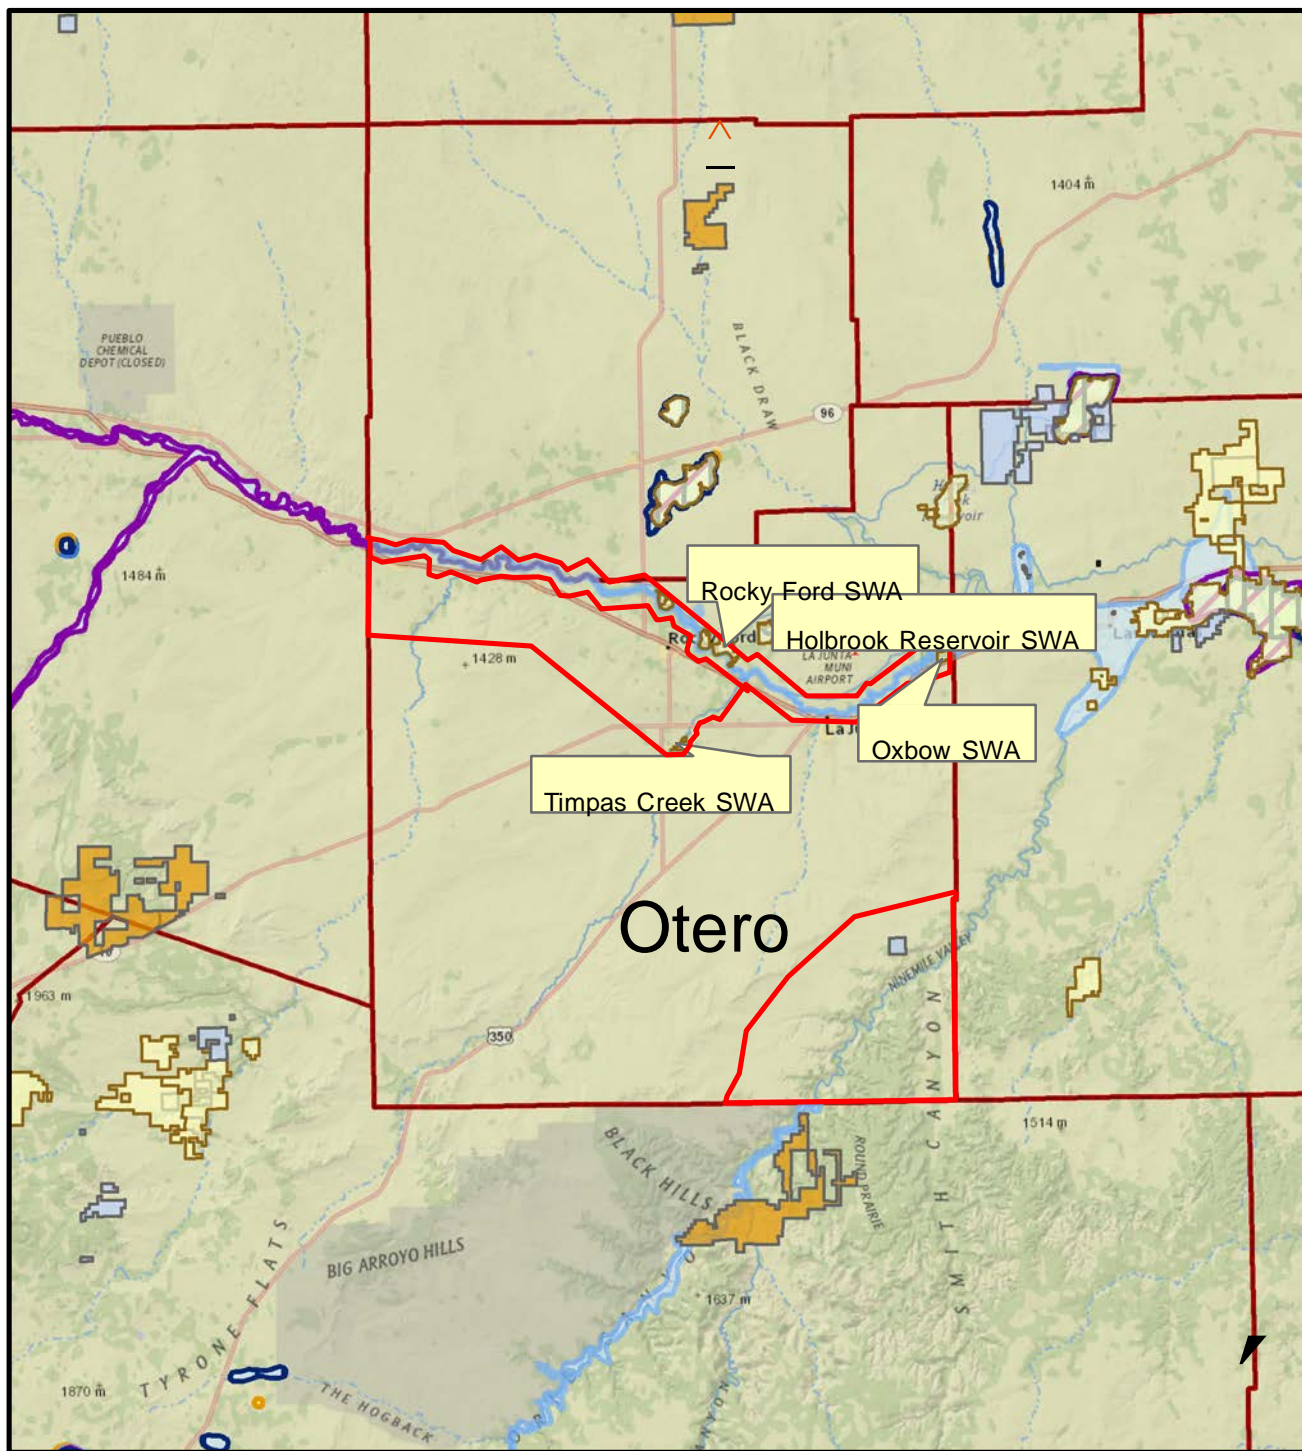 1404 m
PUEBLO
CHEMICAL
DEPOT (CLOSED)
BLACK DRAW
96
1484 m
Rocky Ford SWA
Holbrook Reservoir SWA
1428 m
LA JUNTA
MUNI
AIRPORT
La Ju
Oxbow SWA
Timpas Creek SWA
Otero
NINEMILE VALLEY
1963 m
350
SMITH CANYON
1514 m
BLACK HILLS
ROUND PRAIRIE
BIG ARROYO HILLS
TYRONE FLATS
1637 m
1870 m
THE HOGBACK